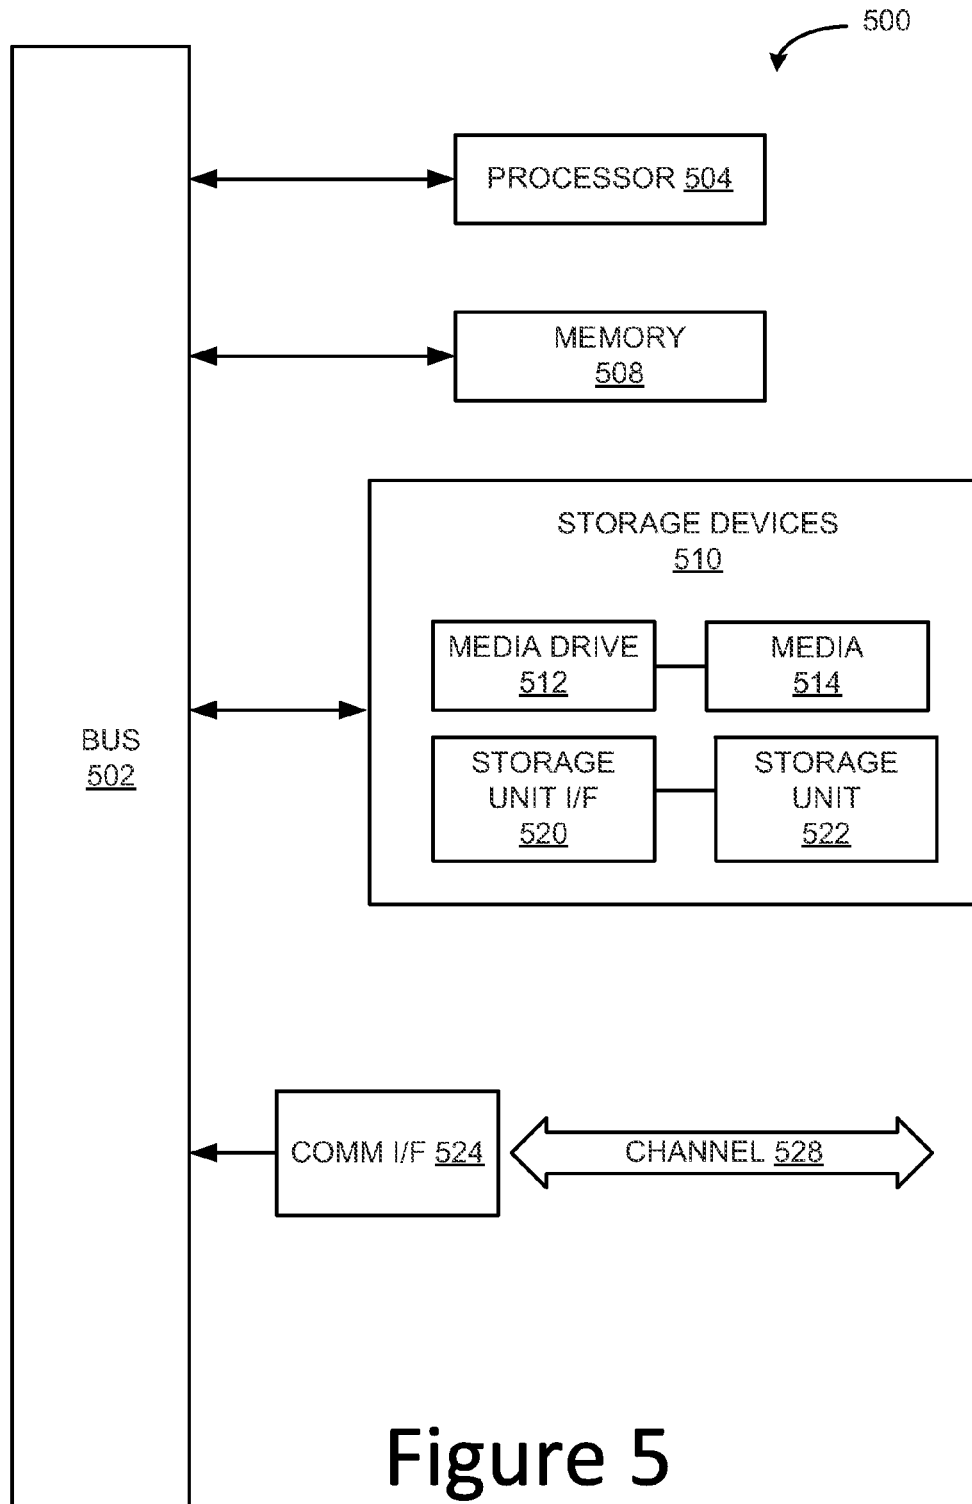 500
PROCESSOR 504
MEMORY
508
STORAGE DEVICES
510
MEDIA DRIVE
512
MEDIA
514
BUS
502
STORAGE
UNIT I/F
520
STORAGE
UNIT
522
COMM I/F 524
CHANNEL 528
Figure 5